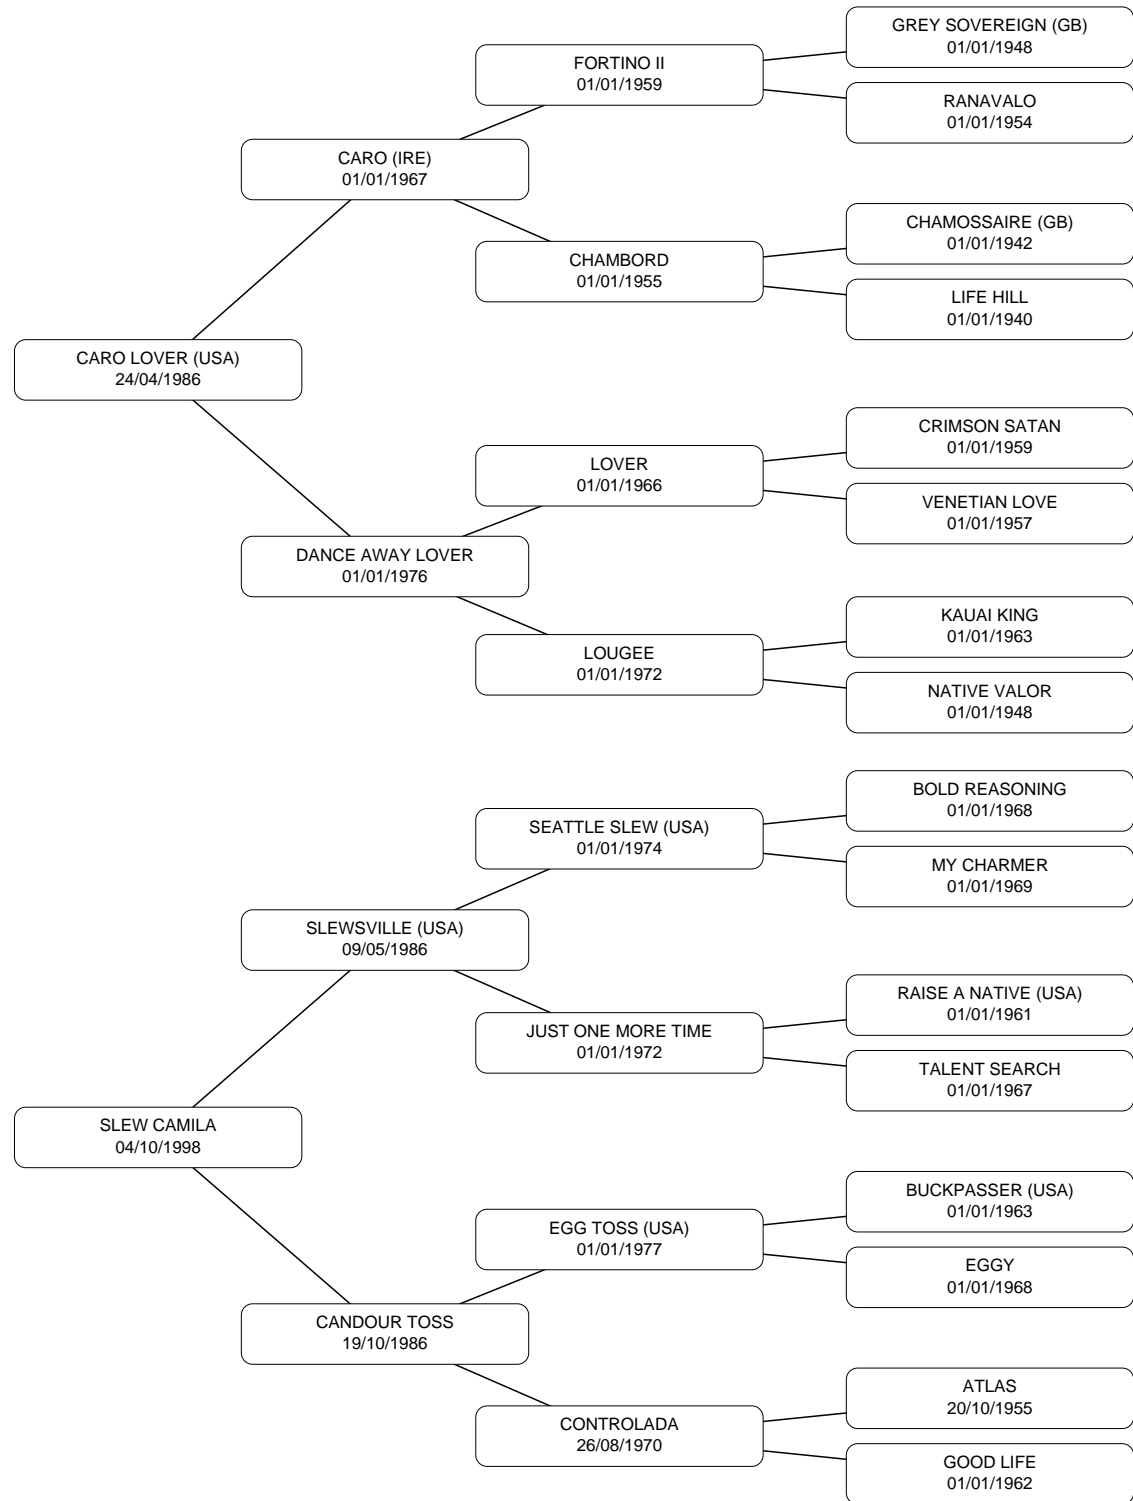 GREY SOVEREIGN (GB)
01/01/1948
FORTINO II
01/01/1959
RANAVALO
01/01/1954
CARO (IRE)
01/01/1967
CHAMOSSAIRE (GB)
01/01/1942
CHAMBORD
01/01/1955
LIFE HILL
01/01/1940
CARO LOVER (USA)
24/04/1986
CRIMSON SATAN
01/01/1959
LOVER
01/01/1966
VENETIAN LOVE
01/01/1957
DANCE AWAY LOVER
01/01/1976
KAUAI KING
01/01/1963
LOUGEE
01/01/1972
NATIVE VALOR
01/01/1948
BOLD REASONING
01/01/1968
SEATTLE SLEW (USA)
01/01/1974
MY CHARMER
01/01/1969
SLEWSVILLE (USA)
09/05/1986
RAISE A NATIVE (USA)
01/01/1961
JUST ONE MORE TIME
01/01/1972
TALENT SEARCH
01/01/1967
SLEW CAMILA
04/10/1998
BUCKPASSER (USA)
01/01/1963
EGG TOSS (USA)
01/01/1977
EGGY
01/01/1968
CANDOUR TOSS
19/10/1986
ATLAS
20/10/1955
CONTROLADA
26/08/1970
GOOD LIFE
01/01/1962